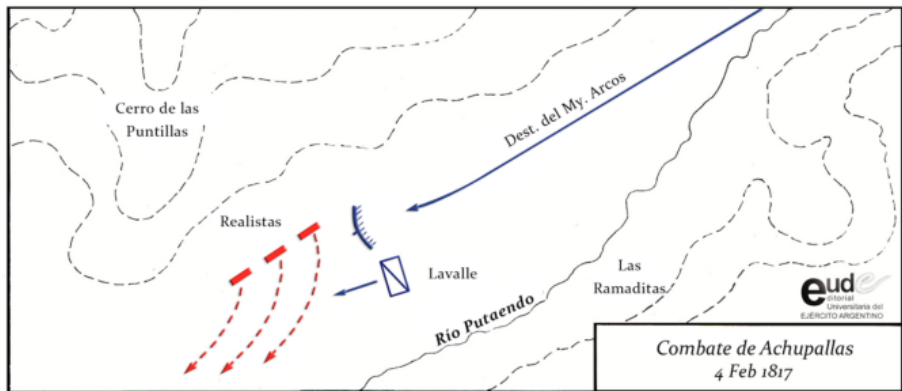 Cerro de las
Puntillas
Dest. del My. Arcos
Realistas
Lavalle
Las
Ramaditas
Río Putaendo
eude
ditorial
Universitaria del
EJÉRCITO ARGENTINO
Combate de Achupallas
4 Feb 1817